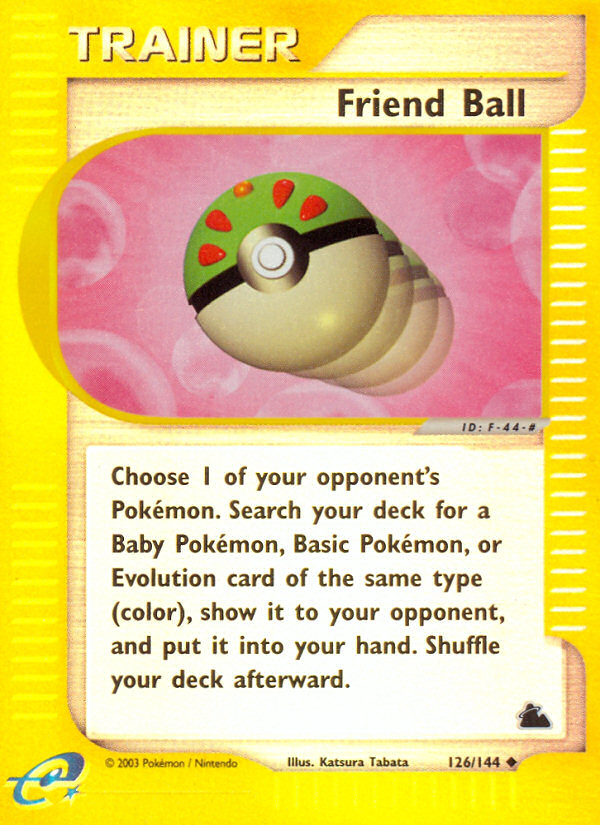 TRAINER
Friend Ball
ID: F-44-#
Choose 1 of your opponent's
Pokémon. Search your deck for a
Baby Pokémon, Basic Pokémon, or
Evolution card of the same type
(color), show it to your opponent,
and put it into your hand. Shuffle
your deck afterward.
© 2003 Pokémon / Nintendo
Illus. Katsura Tabata
126/144 ◆
e